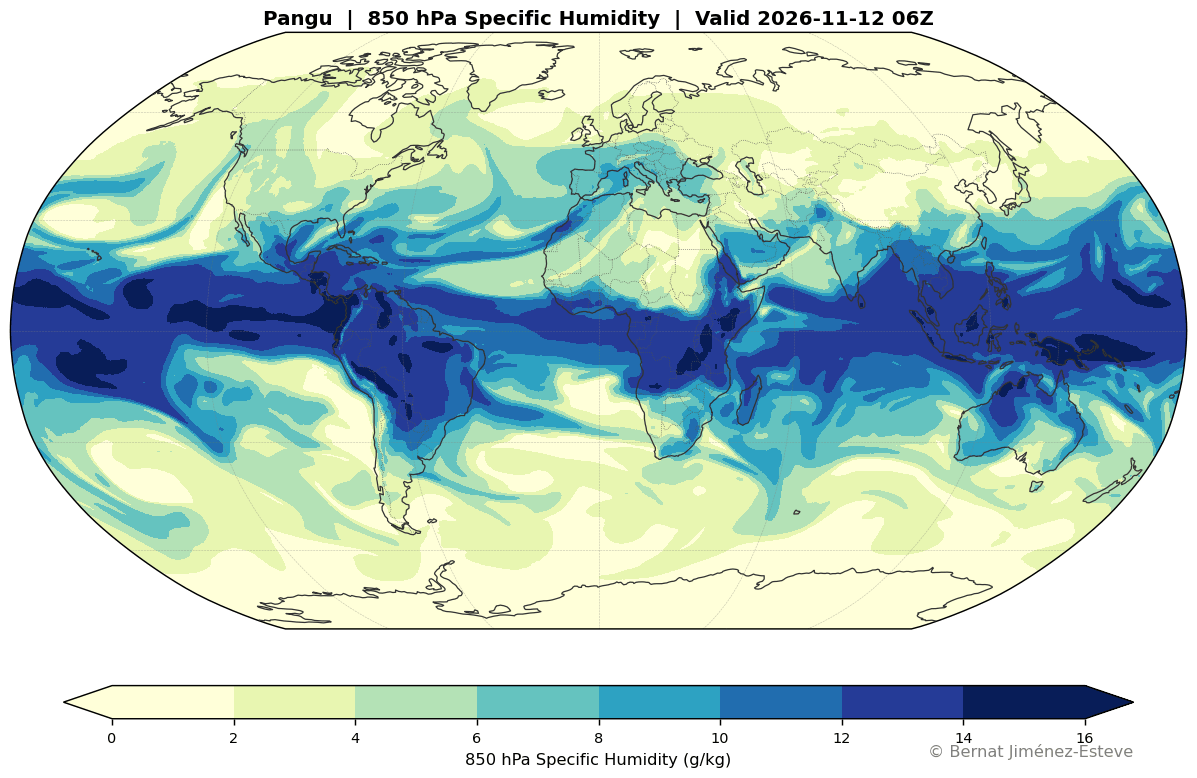 Pangu | 850 hPa Specific Humidity | Valid 2026-11-12 06Z
0 2 4 6 8 10 12 14 16
850 hPa Specific Humidity (g/kg)
© Bernat Jiménez-Esteve